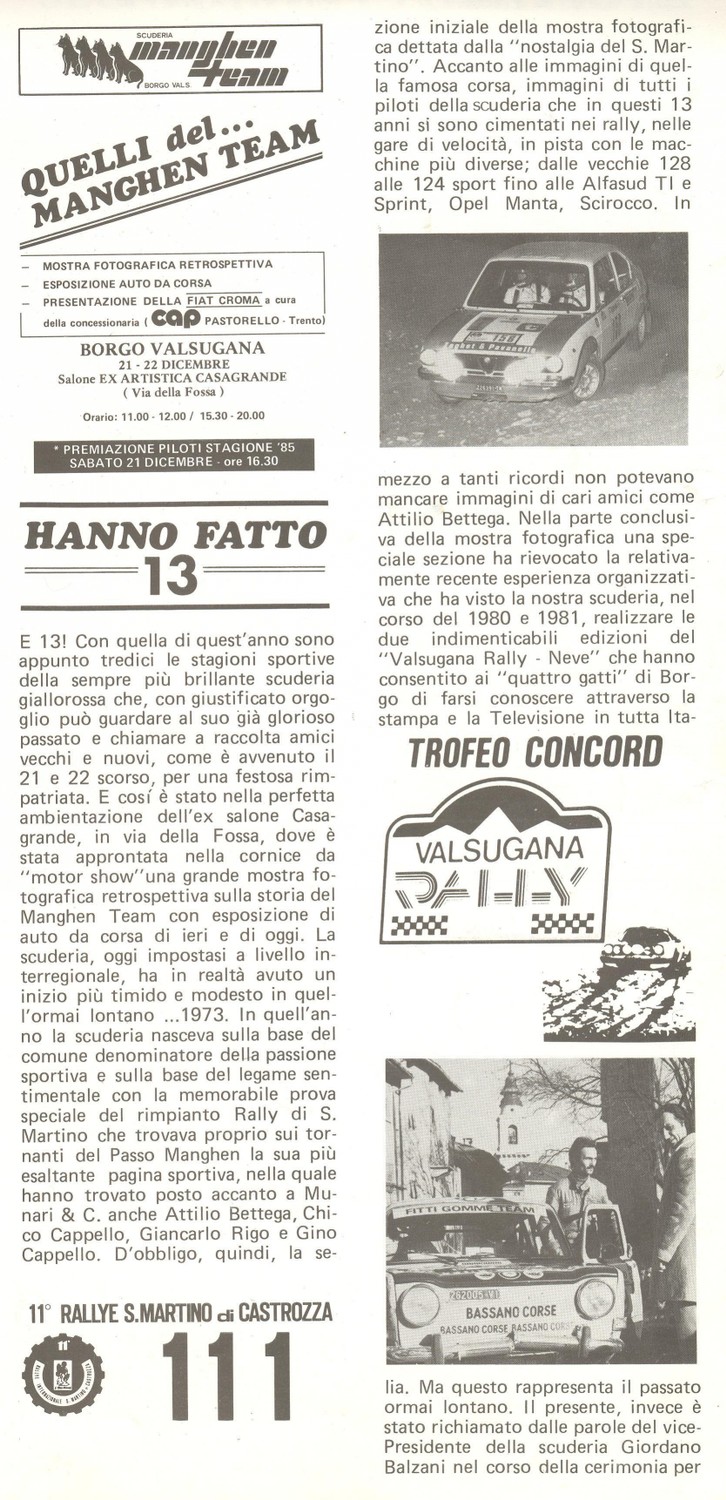 SCUDERIA
manghen
team
BORGO VALS.
QUELLI del...
MANGHEN TEAM
— MOSTRA FOTOGRAFICA RETROSPETTIVA
— ESPOSIZIONE AUTO DA CORSA
— PRESENTAZIONE DELLA FIAT CROMA a cura
della concessionaria ( cap PASTORELLO - Trento)
BORGO VALSUGANA
21 - 22 DICEMBRE
Salone EX ARTISTICA CASAGRANDE
( Via della Fossa )
Orario: 11.00 - 12.00 / 15.30 - 20.00
* PREMIAZIONE PILOTI STAGIONE '85
SABATO 21 DICEMBRE - ore 16.30
HANNO FATTO
13
E 13! Con quella di quest'anno sono
appunto tredici le stagioni sportive
della sempre più brillante scuderia
giallorossa che, con giustificato orgo-
glio può guardare al suo già glorioso
passato e chiamare a raccolta amici
vecchi e nuovi, come è avvenuto il
21 e 22 scorso, per una festosa rim-
patriata. E cosí è stato nella perfetta
ambientazione dell'ex salone Casa-
grande, in via della Fossa, dove è
stata approntata nella cornice da
"motor show"una grande mostra fo-
tografica retrospettiva sulla storia del
Manghen Team con esposizione di
auto da corsa di ieri e di oggi. La
scuderia, oggi impostasi a livello in-
terregionale, ha in realtà avuto un
inizio più timido e modesto in quel-
l'ormai lontano ...1973. In quell'an-
no la scuderia nasceva sulla base del
comune denominatore della passione
sportiva e sulla base del legame sen-
timentale con la memorabile prova
speciale del rimpianto Rally di S.
Martino che trovava proprio sui tor-
nanti del Passo Manghen la sua più
esaltante pagina sportiva, nella quale
hanno trovato posto accanto a Mu-
nari & C. anche Attilio Bettega, Chi-
co Cappello, Giancarlo Rigo e Gino
Cappello. D'obbligo, quindi, la se-
11° RALLYE S.MARTINO di CASTROZZA
11°
RALLYE INTERNAZIONALE S. MARTINO CASTROZZA
111
zione iniziale della mostra fotografi-
ca dettata dalla "nostalgia del S. Mar-
tino". Accanto alle immagini di quel-
la famosa corsa, immagini di tutti i
piloti della scuderia che in questi 13
anni si sono cimentati nei rally, nelle
gare di velocità, in pista con le mac-
chine più diverse; dalle vecchie 128
alle 124 sport fino alle Alfasud TI e
Sprint, Opel Manta, Scirocco. In
156
mezzo a tanti ricordi non potevano
mancare immagini di cari amici come
Attilio Bettega. Nella parte conclusi-
va della mostra fotografica una spe-
ciale sezione ha rievocato la relativa-
mente recente esperienza organizzati-
va che ha visto la nostra scuderia, nel
corso del 1980 e 1981, realizzare le
due indimenticabili edizioni del
"Valsugana Rally - Neve" che hanno
consentito ai "quattro gatti" di Bor-
go di farsi conoscere attraverso la
stampa e la Televisione in tutta Ita-
TROFEO CONCORD
VALSUGANA
RALLY
FITTI GOMME TEAM
262005 VI
BASSANO CORSE
BASSANO CORSE BASSANO CORSE
lia. Ma questo rappresenta il passato
ormai lontano. Il presente, invece è
stato richiamato dalle parole del vice-
Presidente della scuderia Giordano
Balzani nel corso della cerimonia per